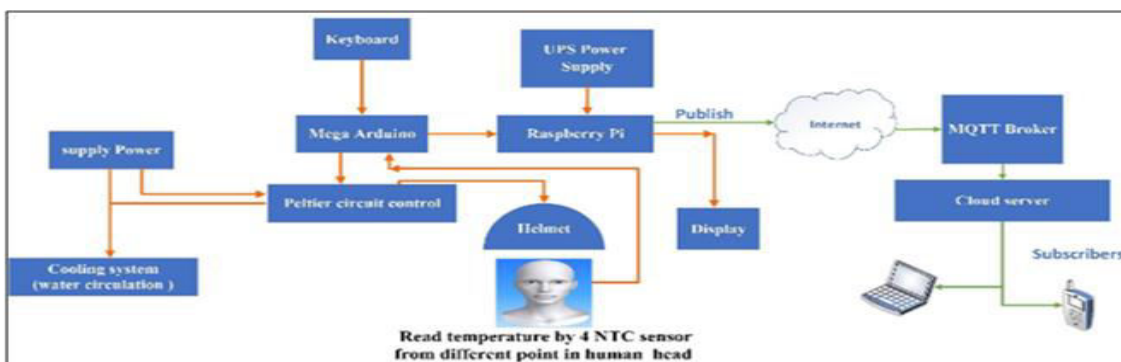 Keyboard
UPS Power
Supply
Publish
Internet
Mega Arduino
Raspberry Pi
MQTT Broker
supply Power
Peltier circuit control
Cloud server
Helmet
Display
Subscribers
Cooling system
(water circulation )
Read temperature by 4 NTC sensor
from different point in human head